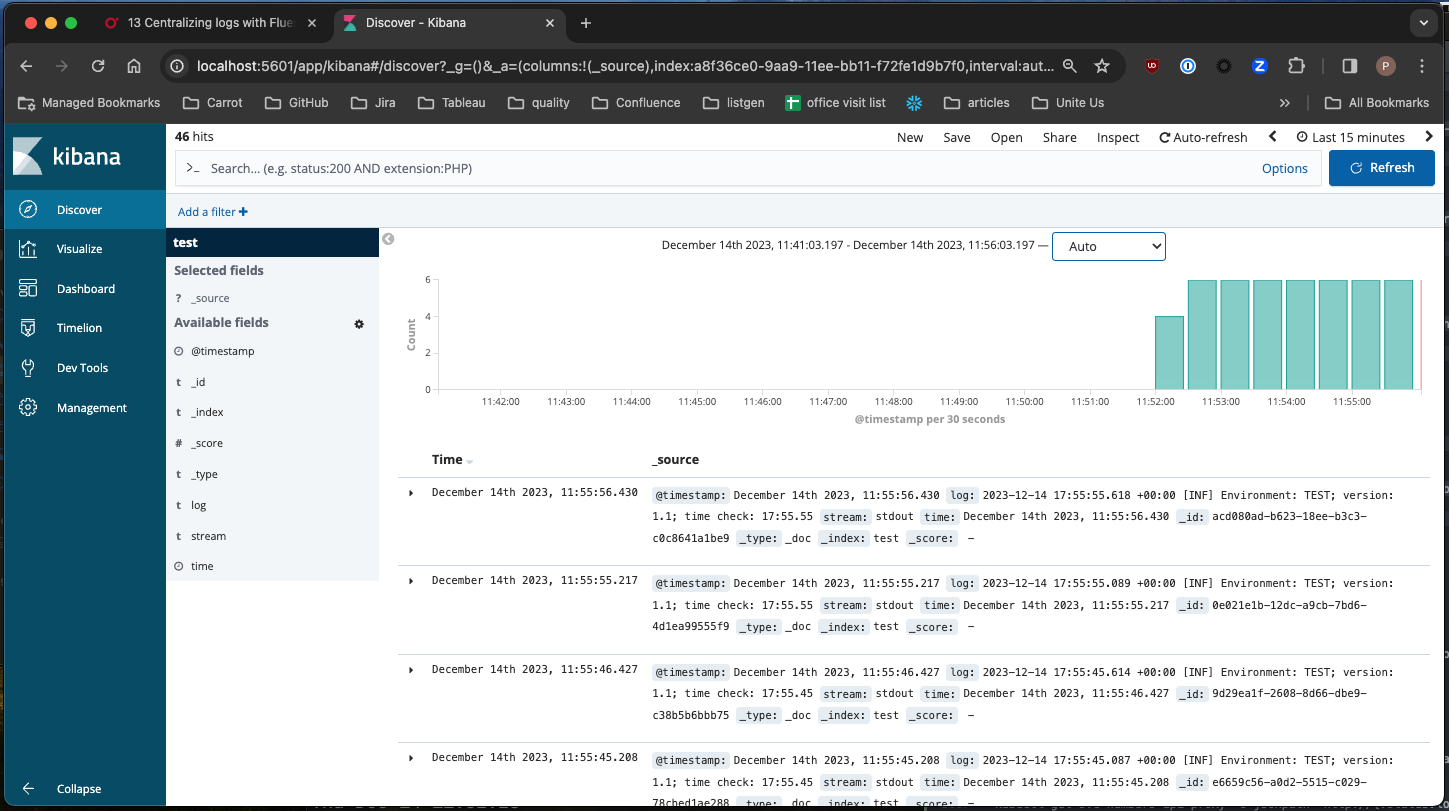 13 Centralizing logs with Flue
Discover - Kibana
localhost:5601/app/kibana#/discover?_g=()&_a=(columns:!(_source),index:a8f36ce0-9aa9-11ee-bb11-f72fe1d9b7f0,interval:aut...
P
Managed Bookmarks Carrot GitHub Jira Tableau quality Confluence listgen office visit list articles Unite Us » All Bookmarks
kibana
Discover
Visualize
Dashboard
Timelion
Dev Tools
Management
Collapse
46 hits
New Save Open Share Inspect Auto-refresh Last 15 minutes
>_ Search... (e.g. status:200 AND extension:PHP) Options Refresh
Add a filter +
test
Selected fields
? _source
Available fields
@timestamp
t _id
t _index
# _score
t _type
t log
t stream
time
December 14th 2023, 11:41:03.197 - December 14th 2023, 11:56:03.197 — Auto
Count
6
4
2
0
11:42:00 11:43:00 11:44:00 11:45:00 11:46:00 11:47:00 11:48:00 11:49:00 11:50:00 11:51:00 11:52:00 11:53:00 11:54:00 11:55:00
@timestamp per 30 seconds
Time _source
December 14th 2023, 11:55:56.430 @timestamp: December 14th 2023, 11:55:56.430 log: 2023-12-14 17:55:55.618 +00:00 [INF] Environment: TEST; version:
1.1; time check: 17:55.55 stream: stdout time: December 14th 2023, 11:55:56.430 _id: acd080ad-b623-18ee-b3c3-
c0c8641a1be9 _type: _doc _index: test _score: –
December 14th 2023, 11:55:55.217 @timestamp: December 14th 2023, 11:55:55.217 log: 2023-12-14 17:55:55.089 +00:00 [INF] Environment: TEST; version:
1.1; time check: 17:55.55 stream: stdout time: December 14th 2023, 11:55:55.217 _id: 0e021e1b-12dc-a9cb-7bd6-
4d1ea99555f9 _type: _doc _index: test _score: –
December 14th 2023, 11:55:46.427 @timestamp: December 14th 2023, 11:55:46.427 log: 2023-12-14 17:55:45.614 +00:00 [INF] Environment: TEST; version:
1.1; time check: 17:55.45 stream: stdout time: December 14th 2023, 11:55:46.427 _id: 9d29ea1f-2608-8d66-dbe9-
c38b5b6bbb75 _type: _doc _index: test _score: –
December 14th 2023, 11:55:45.208 @timestamp: December 14th 2023, 11:55:45.208 log: 2023-12-14 17:55:45.087 +00:00 [INF] Environment: TEST; version:
1.1; time check: 17:55.45 stream: stdout time: December 14th 2023, 11:55:45.208 _id: e6659c56-a0d2-5515-c029-
78cbed1ae288 _type: _doc _index: test _score: –